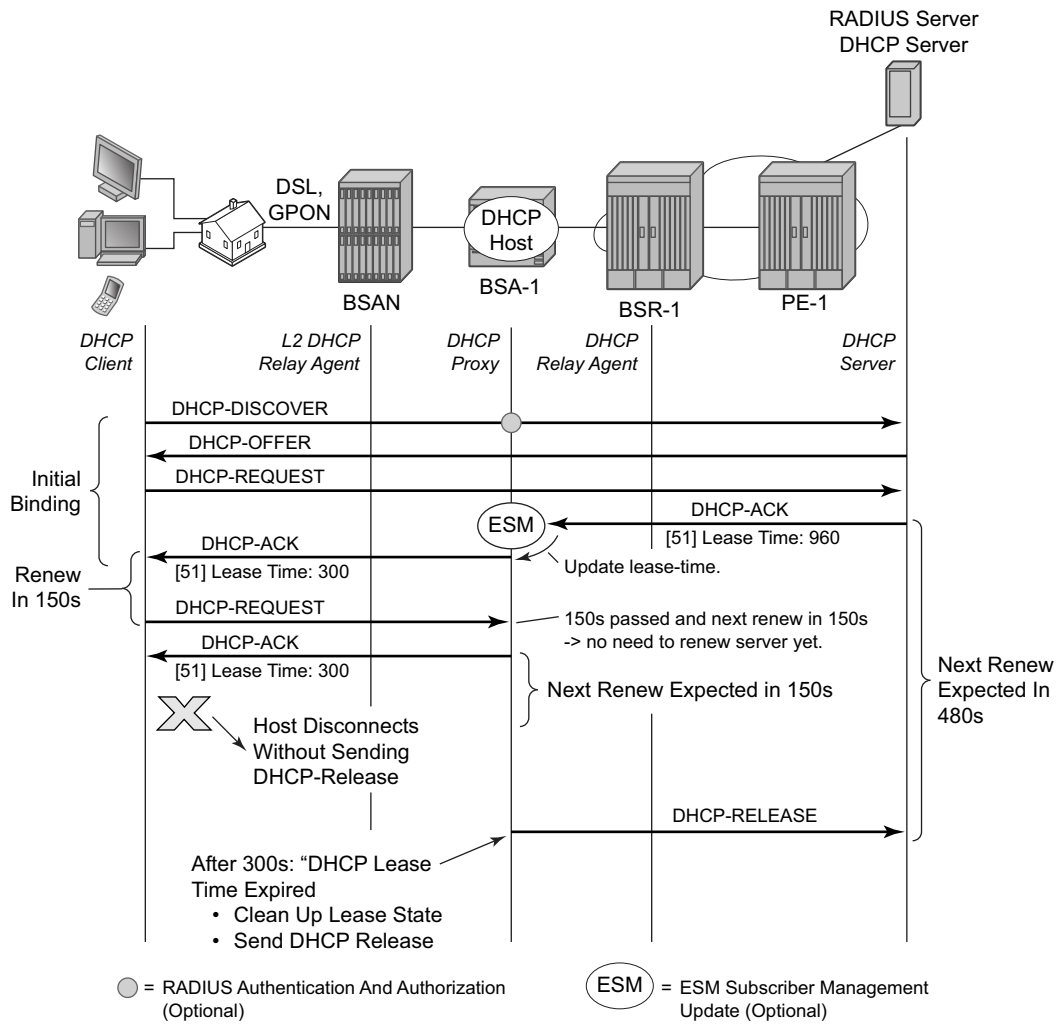 RADIUS Server
DHCP Server
DSL,
GPON
DHCP
Host
BSAN
BSA-1
BSR-1
PE-1
DHCP
Client
L2 DHCP
Relay Agent
DHCP
Proxy
DHCP
Relay Agent
DHCP
Server
DHCP-DISCOVER
DHCP-OFFER
DHCP-REQUEST
Initial
Binding
ESM
DHCP-ACK
[51] Lease Time: 960
DHCP-ACK
[51] Lease Time: 300
Update lease-time.
Renew
In 150s
DHCP-REQUEST
150s passed and next renew in 150s
-> no need to renew server yet.
DHCP-ACK
[51] Lease Time: 300
Next Renew Expected in 150s
Next Renew
Expected In
480s
Host Disconnects
Without Sending
DHCP-Release
DHCP-RELEASE
After 300s: “DHCP Lease
Time Expired
• Clean Up Lease State
• Send DHCP Release
= RADIUS Authentication And Authorization
(Optional)
ESM
= ESM Subscriber Management
Update (Optional)